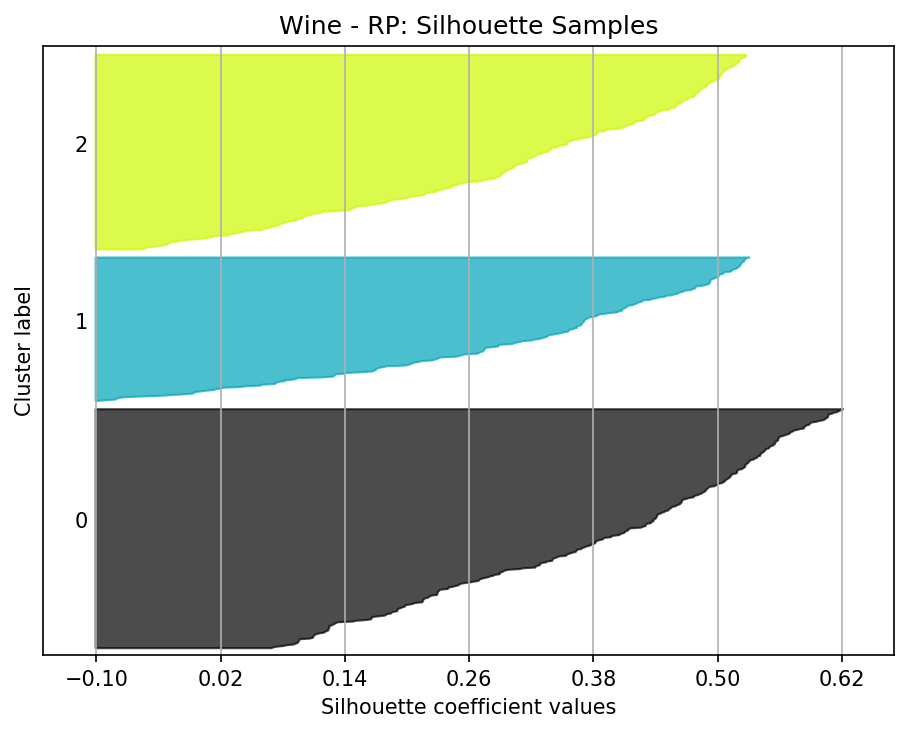 Wine - RP: Silhouette Samples
2
1
0
Cluster label
−0.10 0.02 0.14 0.26 0.38 0.50 0.62
Silhouette coefficient values